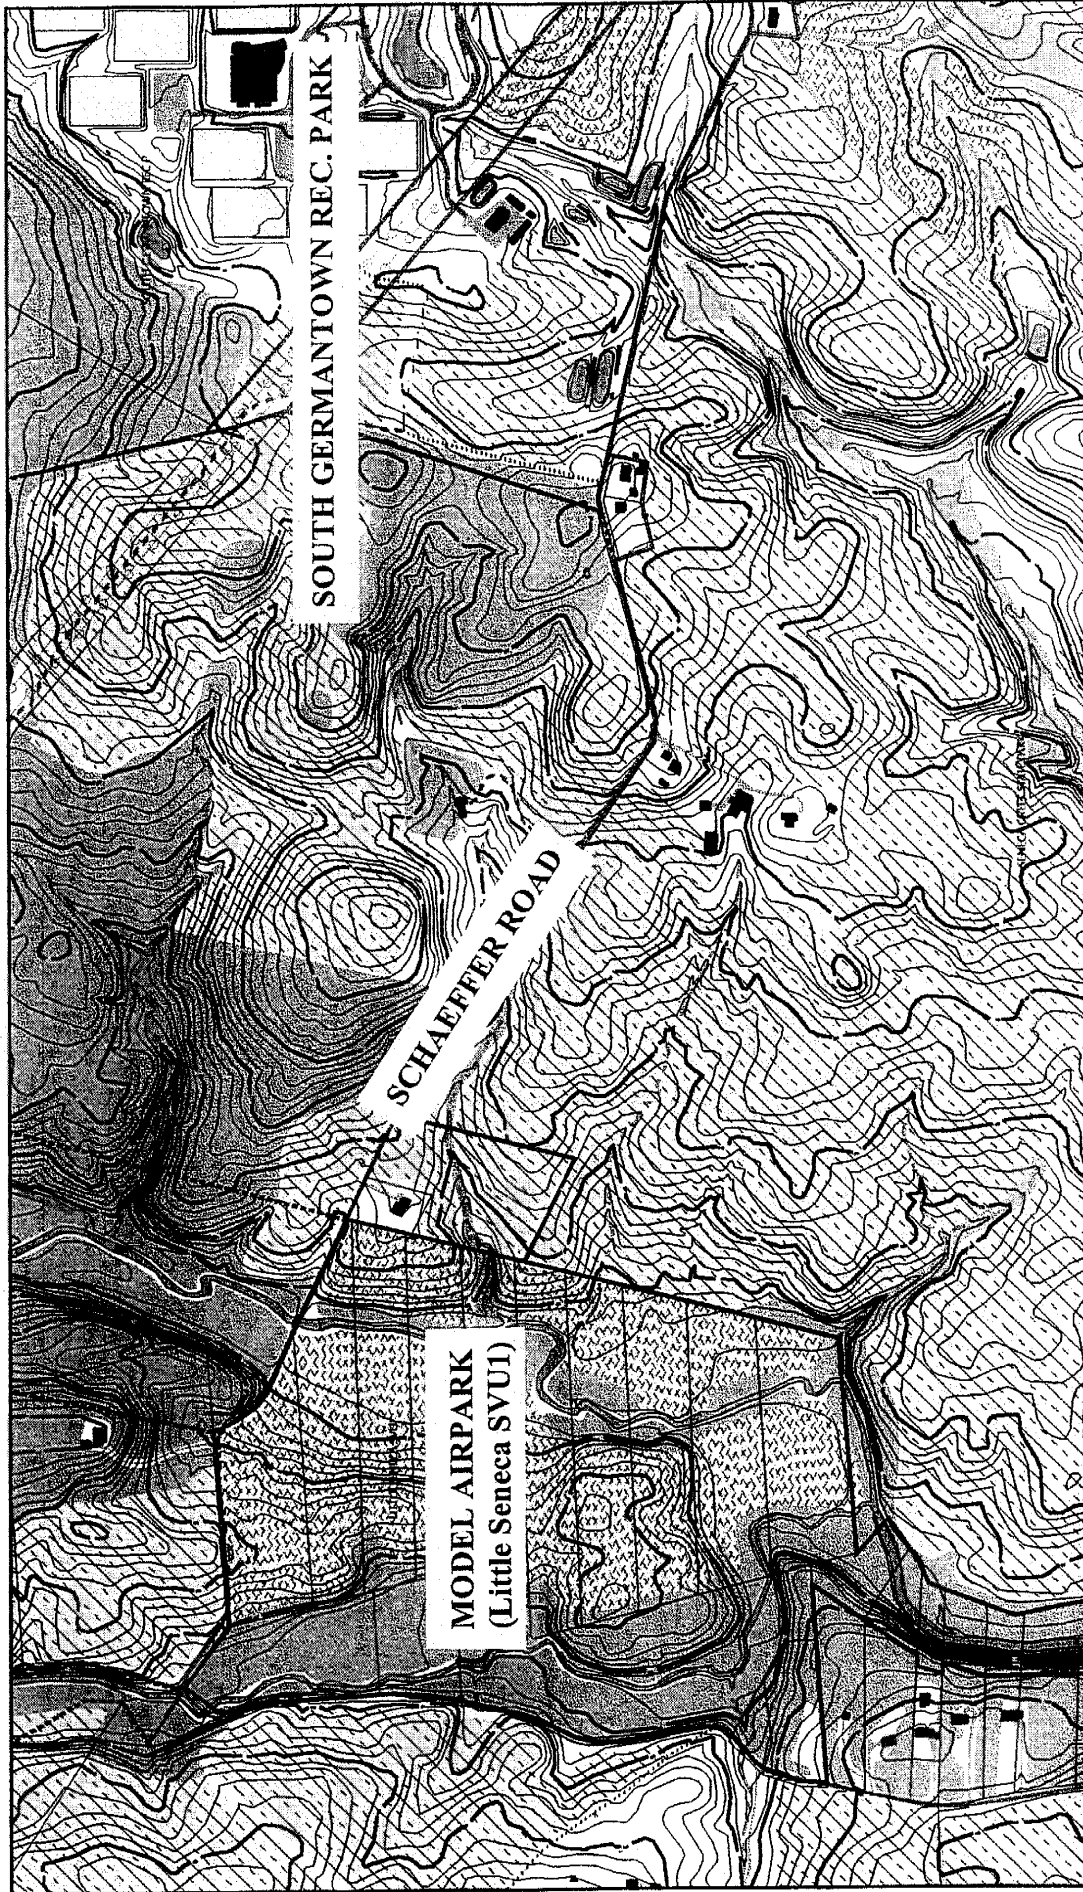 SOUTH GERMANTOWN REC. PARK
SCHAEFFER ROAD
MODEL AIRPARK
(Little Seneca SVU1)